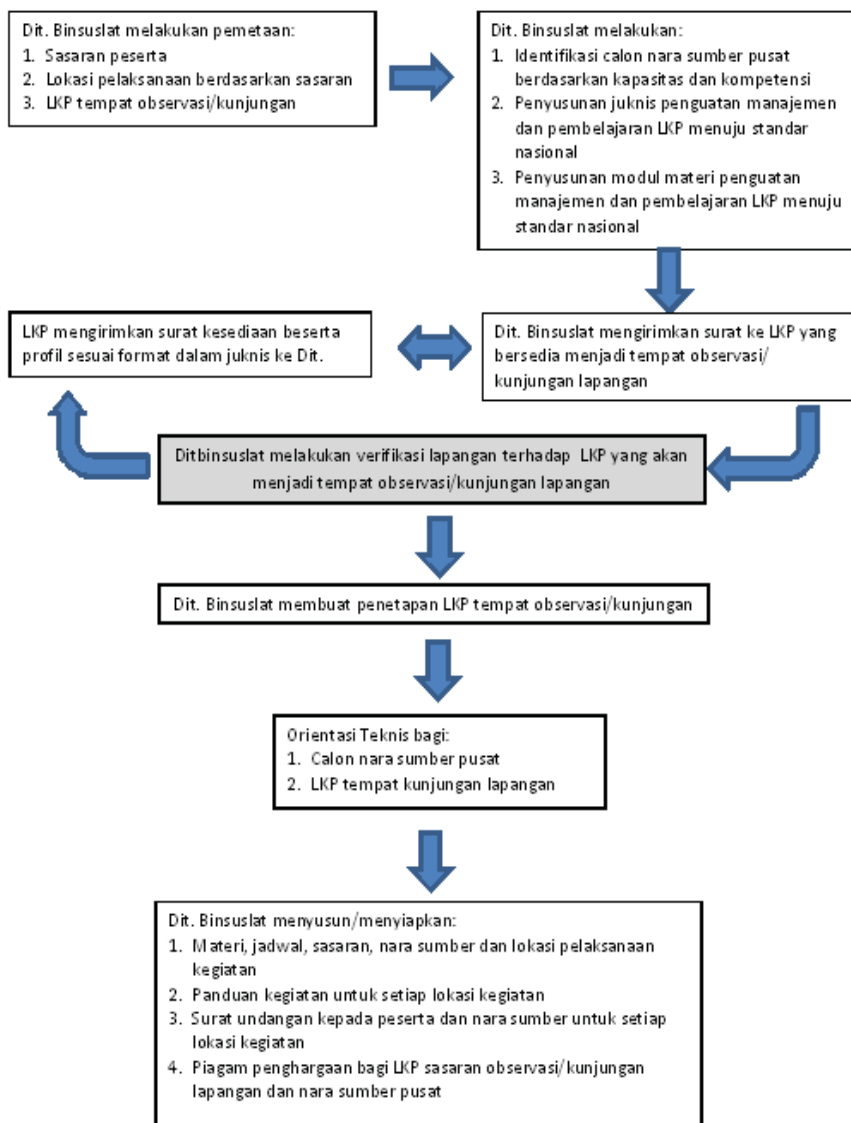 Dit. Binsuslat melakukan pemetaan:
1. Sasaran peserta
2. Lokasi pelaksanaan berdasarkan sasaran
3. LKP tempat observasi/kunjungan
Dit. Binsuslat melakukan:
1. Identifikasi calon nara sumber pusat
berdasarkan kapasitas dan kompetensi
2. Penyusunan juknis penguatan manajemen
dan pembelajaran LKP menuju standar
nasional
3. Penyusunan modul materi penguatan
manajemen dan pembelajaran LKP menuju
standar nasional
Dit. Binsuslat mengirimkan surat ke LKP yang
bersedia menjadi tempat observasi/
kunjungan lapangan
LKP mengirimkan surat kesediaan beserta
profil sesuai format dalam juknis ke Dit.
Ditbinsuslat melakukan verifikasi lapangan terhadap LKP yang akan
menjadi tempat observasi/kunjungan lapangan
Dit. Binsuslat membuat penetapan LKP tempat observasi/kunjungan
Orientasi Teknis bagi:
1. Calon nara sumber pusat
2. LKP tempat kunjungan lapangan
Dit. Binsuslat menyusun/menyiapkan:
1. Materi, jadwal, sasaran, nara sumber dan lokasi pelaksanaan
kegiatan
2. Panduan kegiatan untuk setiap lokasi kegiatan
3. Surat undangan kepada peserta dan nara sumber untuk setiap
lokasi kegiatan
4. Piagam penghargaan bagi LKP sasaran observasi/kunjungan
lapangan dan nara sumber pusat